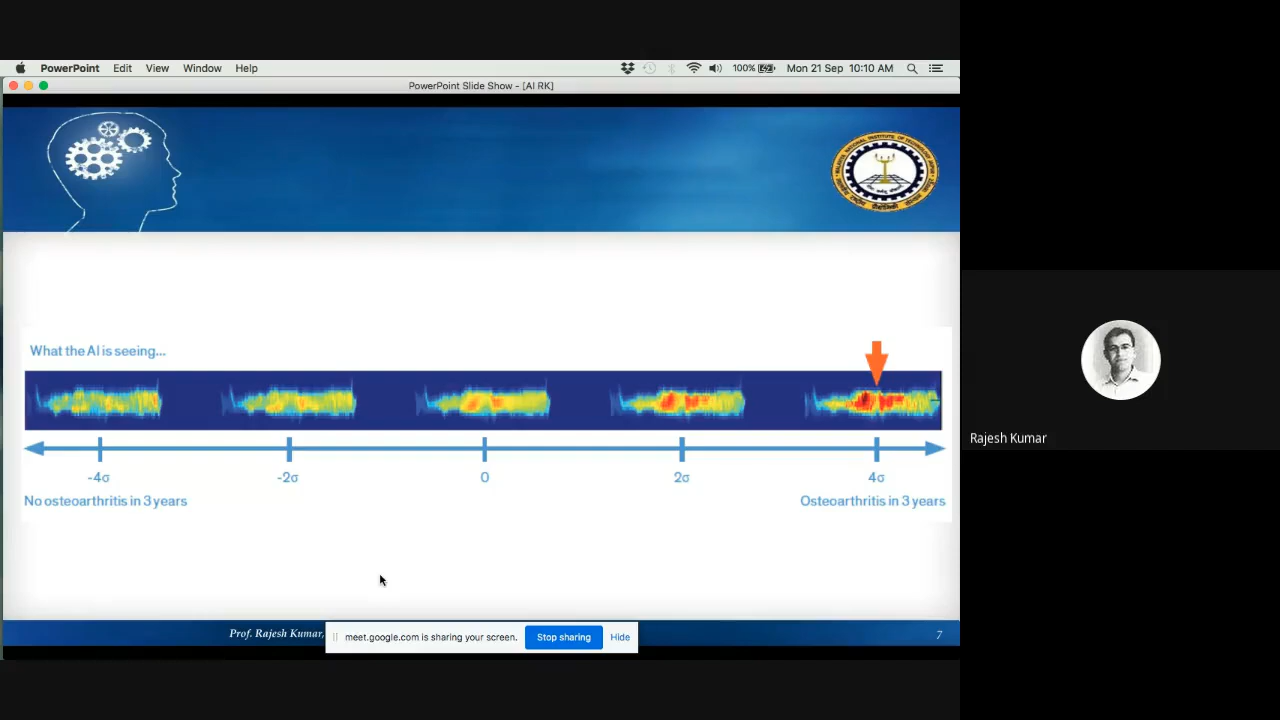 PowerPoint Edit View Window Help 100% Mon 21 Sep 10:10 AM
PowerPoint Slide Show - [AI RK]
What the AI is seeing...
-4σ -2σ 0 2σ 4σ
No osteoarthritis in 3 years Osteoarthritis in 3 years
Rajesh Kumar
Prof. Rajesh Kumar,
meet.google.com is sharing your screen. Stop sharing Hide
7